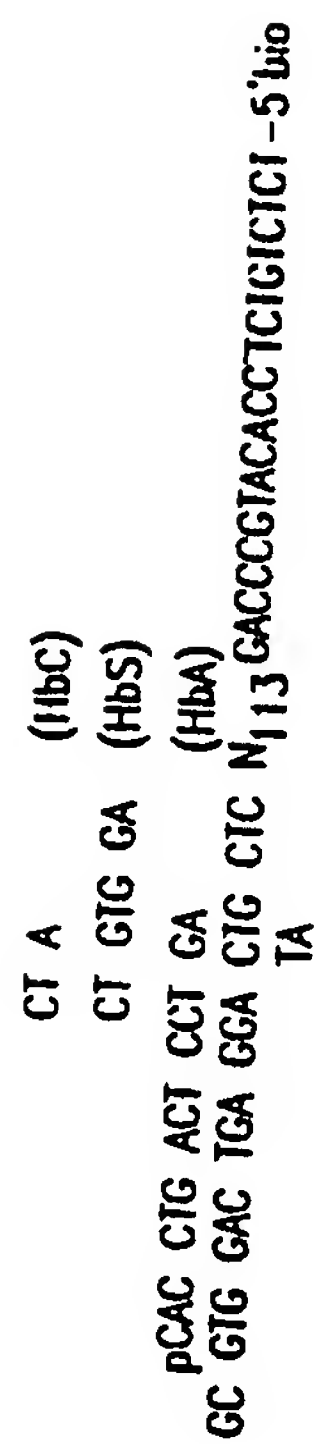 CT A (HbC)
CT GTG GA (HbS)
pCAC CTG ACT CCT GA (HbA)
GC GTG GAC TGA GGA CTG CTC N113 GACCCGTACACCTCTGTCTCT-5'bio
TA